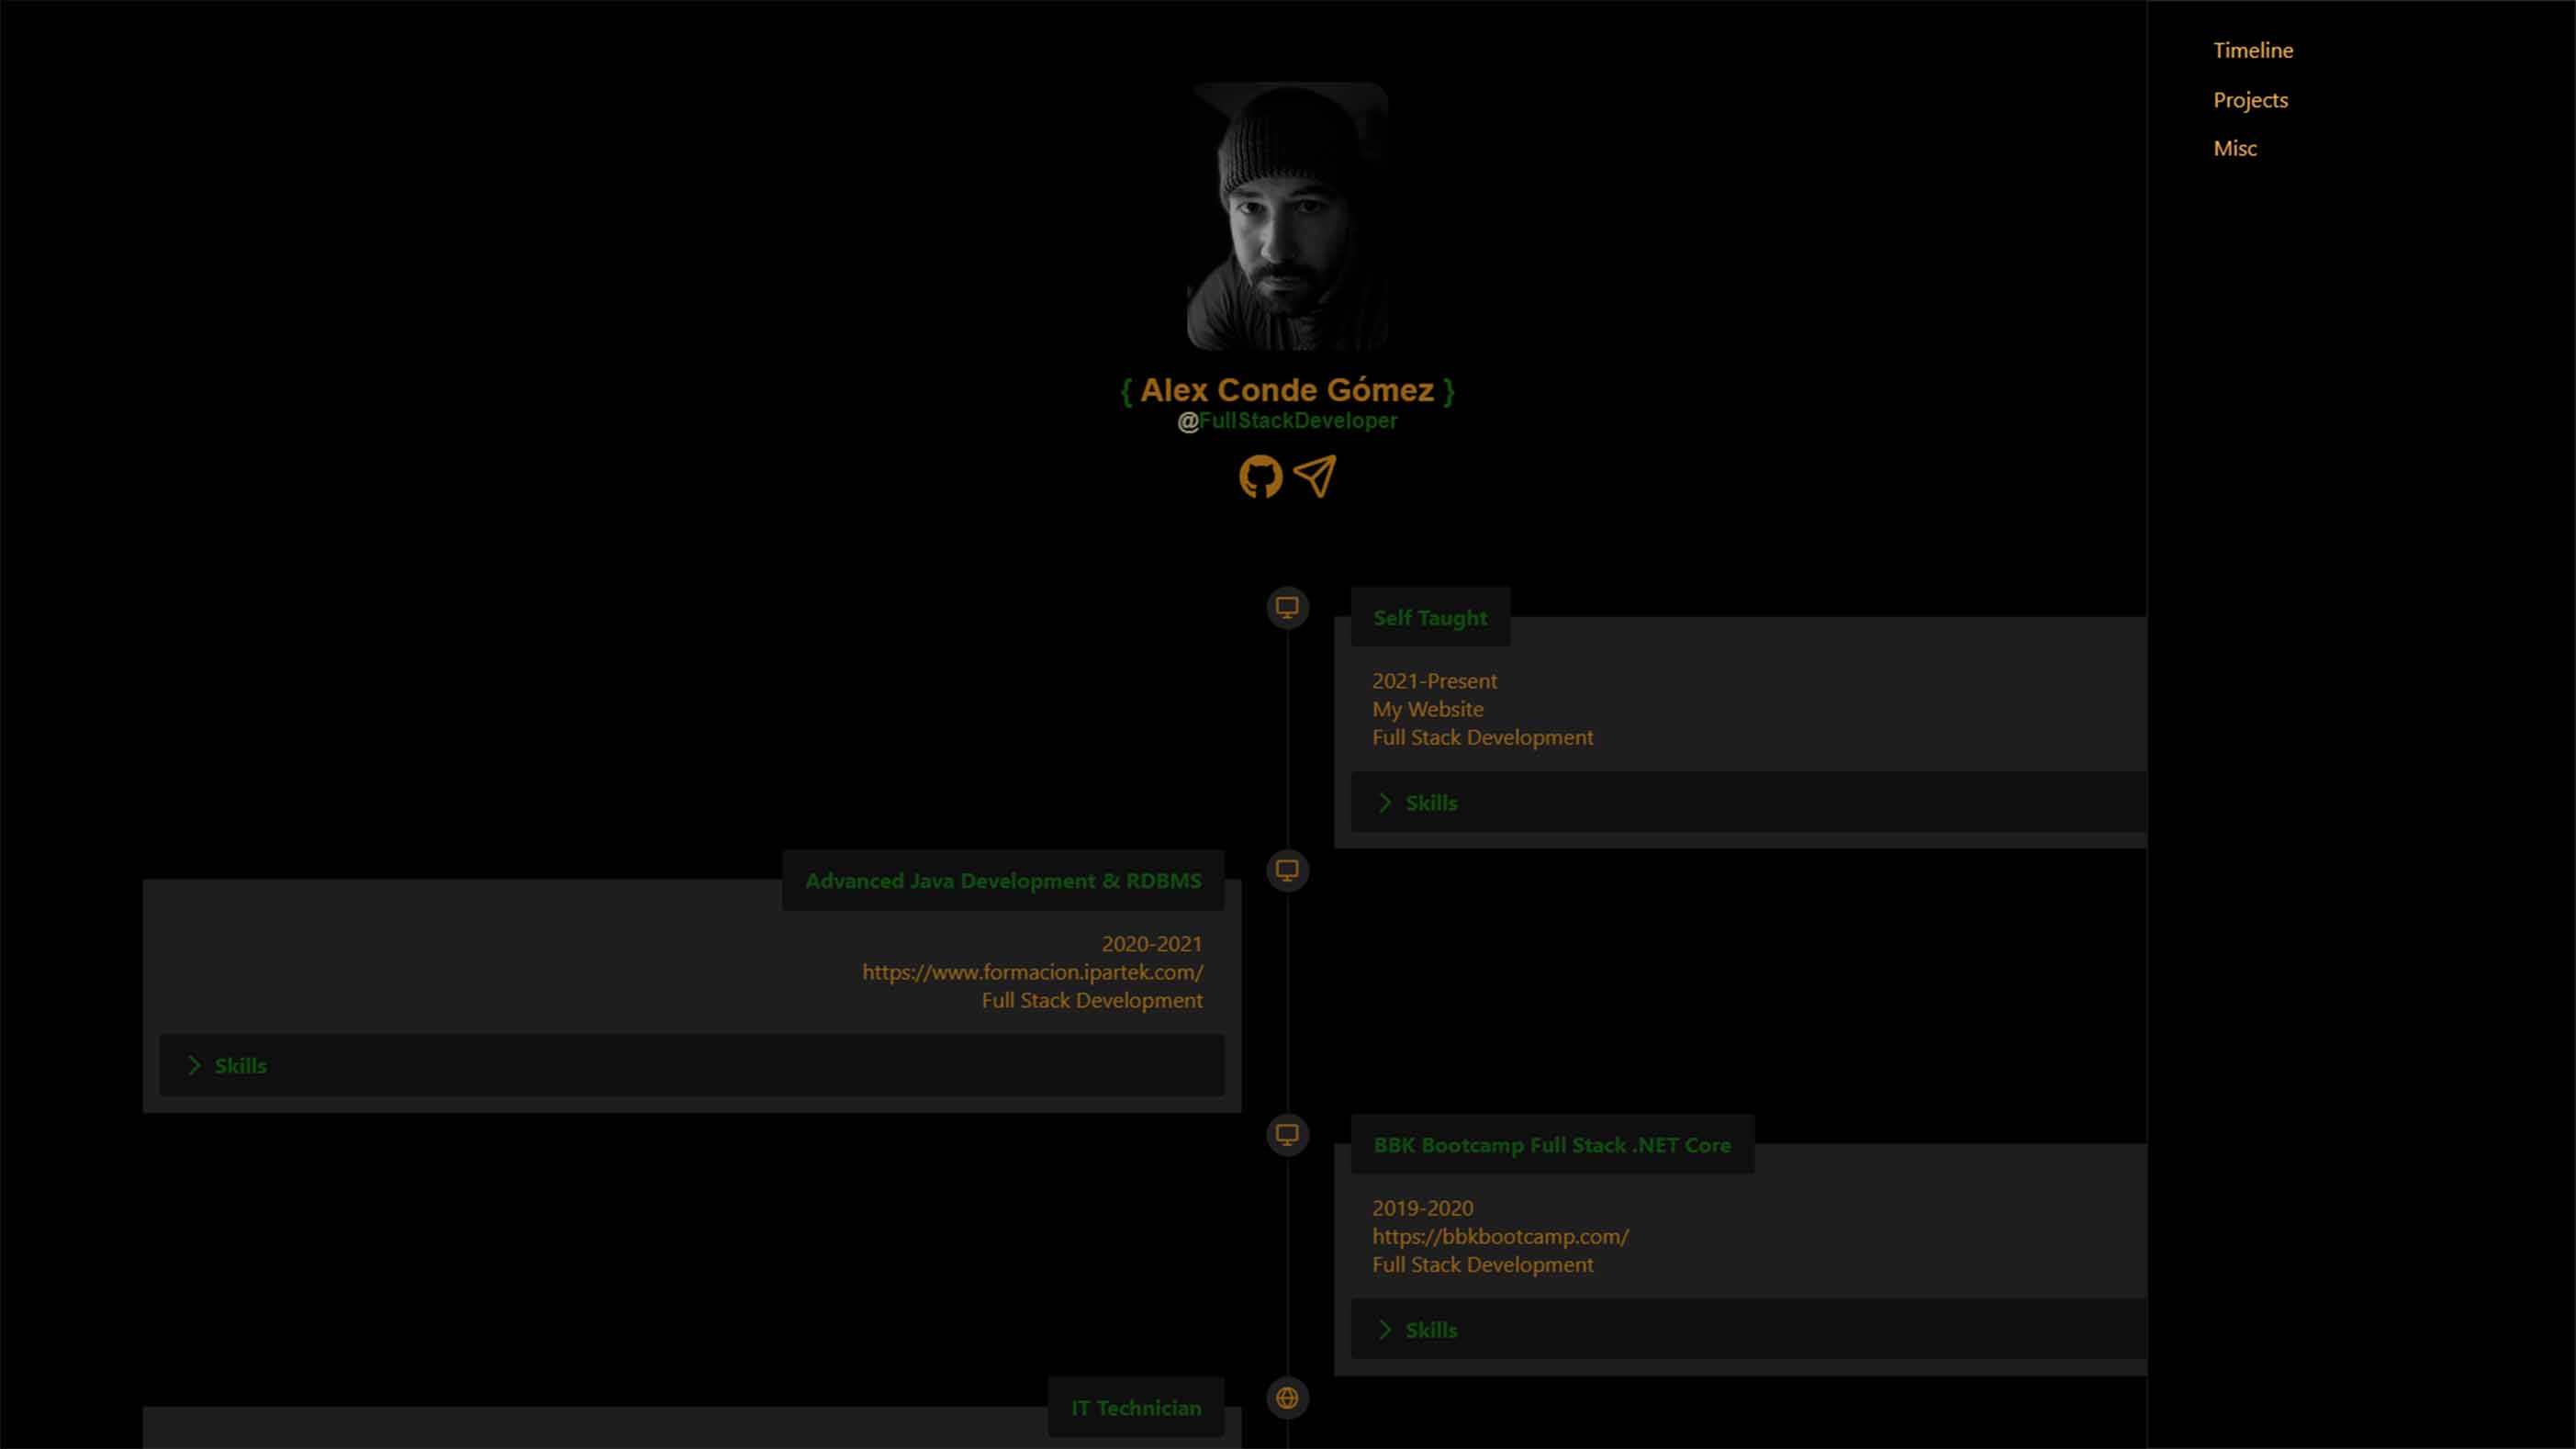 Timeline
Projects
Misc
{ Alex Conde Gómez }
@FullStackDeveloper
Self Taught
2021-Present
My Website
Full Stack Development
Skills
Advanced Java Development & RDBMS
2020-2021
https://www.formacion.ipartek.com/
Full Stack Development
Skills
BBK Bootcamp Full Stack .NET Core
2019-2020
https://bbkbootcamp.com/
Full Stack Development
Skills
IT Technician